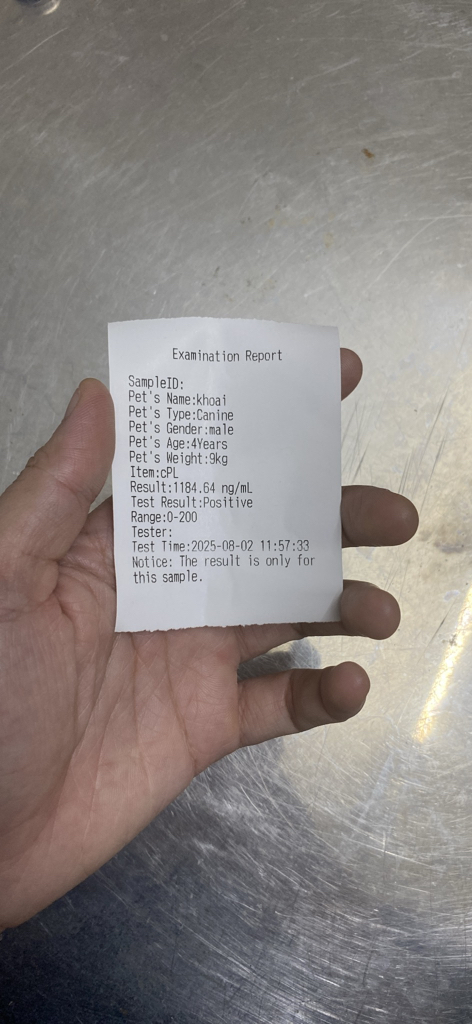 Examination Report
SampleID:
Pet's Name:khoai
Pet's Type:Canine
Pet's Gender:male
Pet's Age:4Years
Pet's Weight:9kg
Item:cPL
Result:1184.64 ng/mL
Test Result:Positive
Range:0-200
Tester:
Test Time:2025-08-02 11:57:33
Notice: The result is only for
this sample.